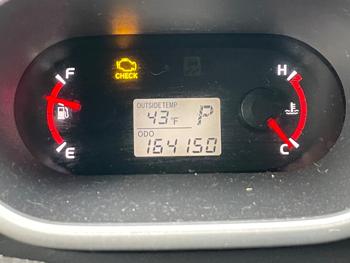 F
CHECK
H
OUTSIDE TEMP
43°F P
ODO
164150
E
C